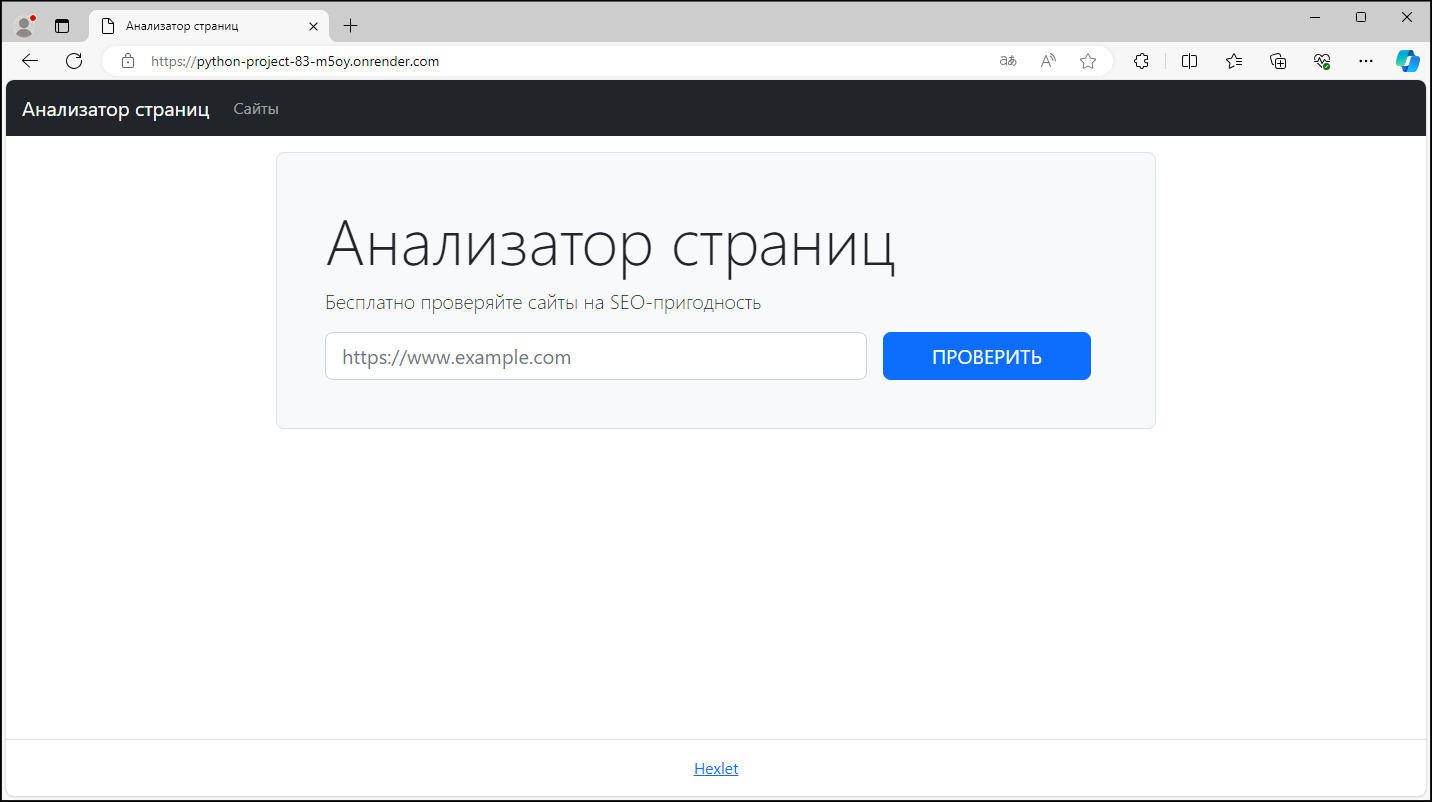 Анализатор страниц
https://python-project-83-m5oy.onrender.com
Анализатор страниц Сайты
Анализатор страниц
Бесплатно проверяйте сайты на SEO-пригодность
https://www.example.com ПРОВЕРИТЬ
Hexlet